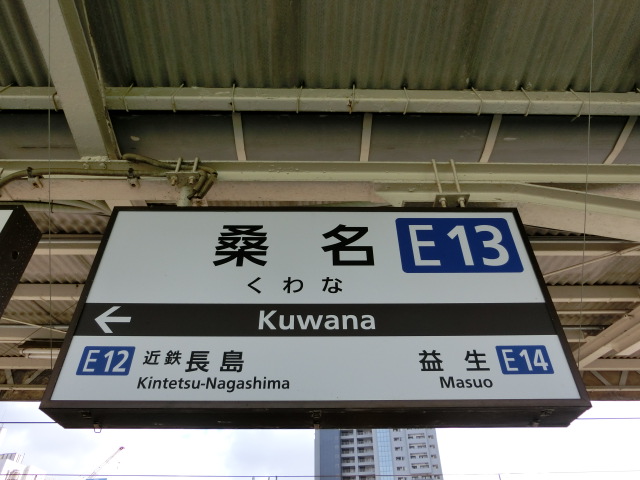 桑名 E13
くわな
← Kuwana
E12 近鉄長島 益生 E14
Kintetsu-Nagashima Masuo